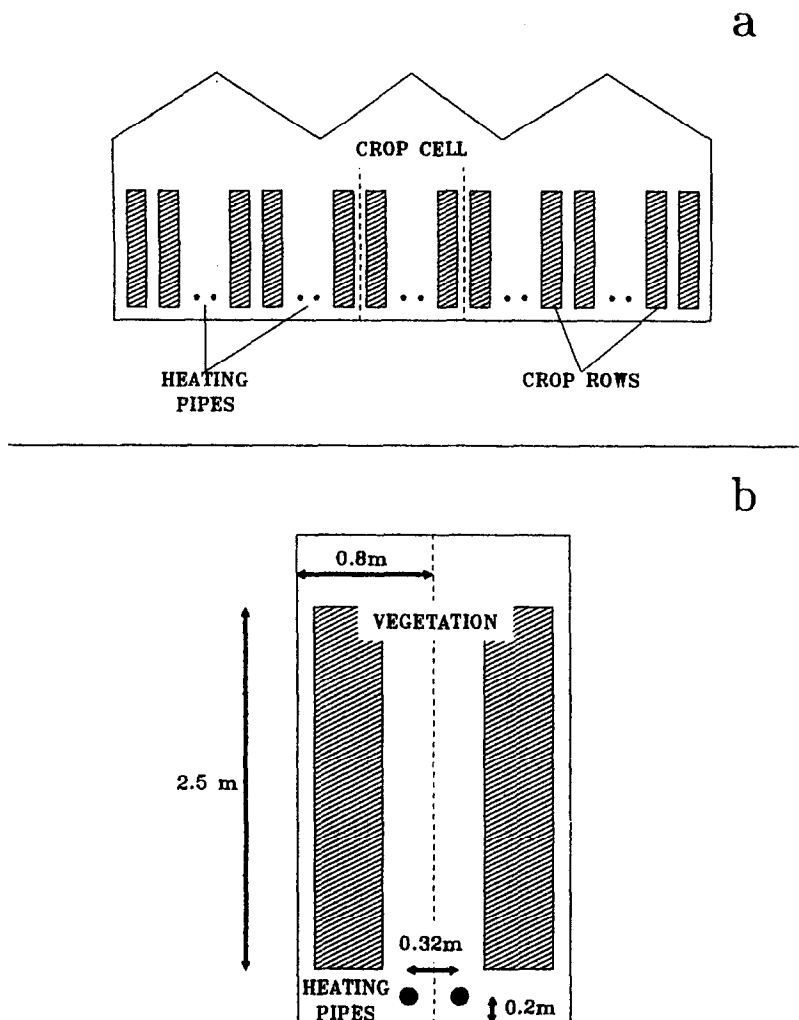 a
CROP CELL
HEATING
PIPES
CROP ROWS
b
0.8m
VEGETATION
2.5 m
0.32m
HEATING
PIPES
0.2m